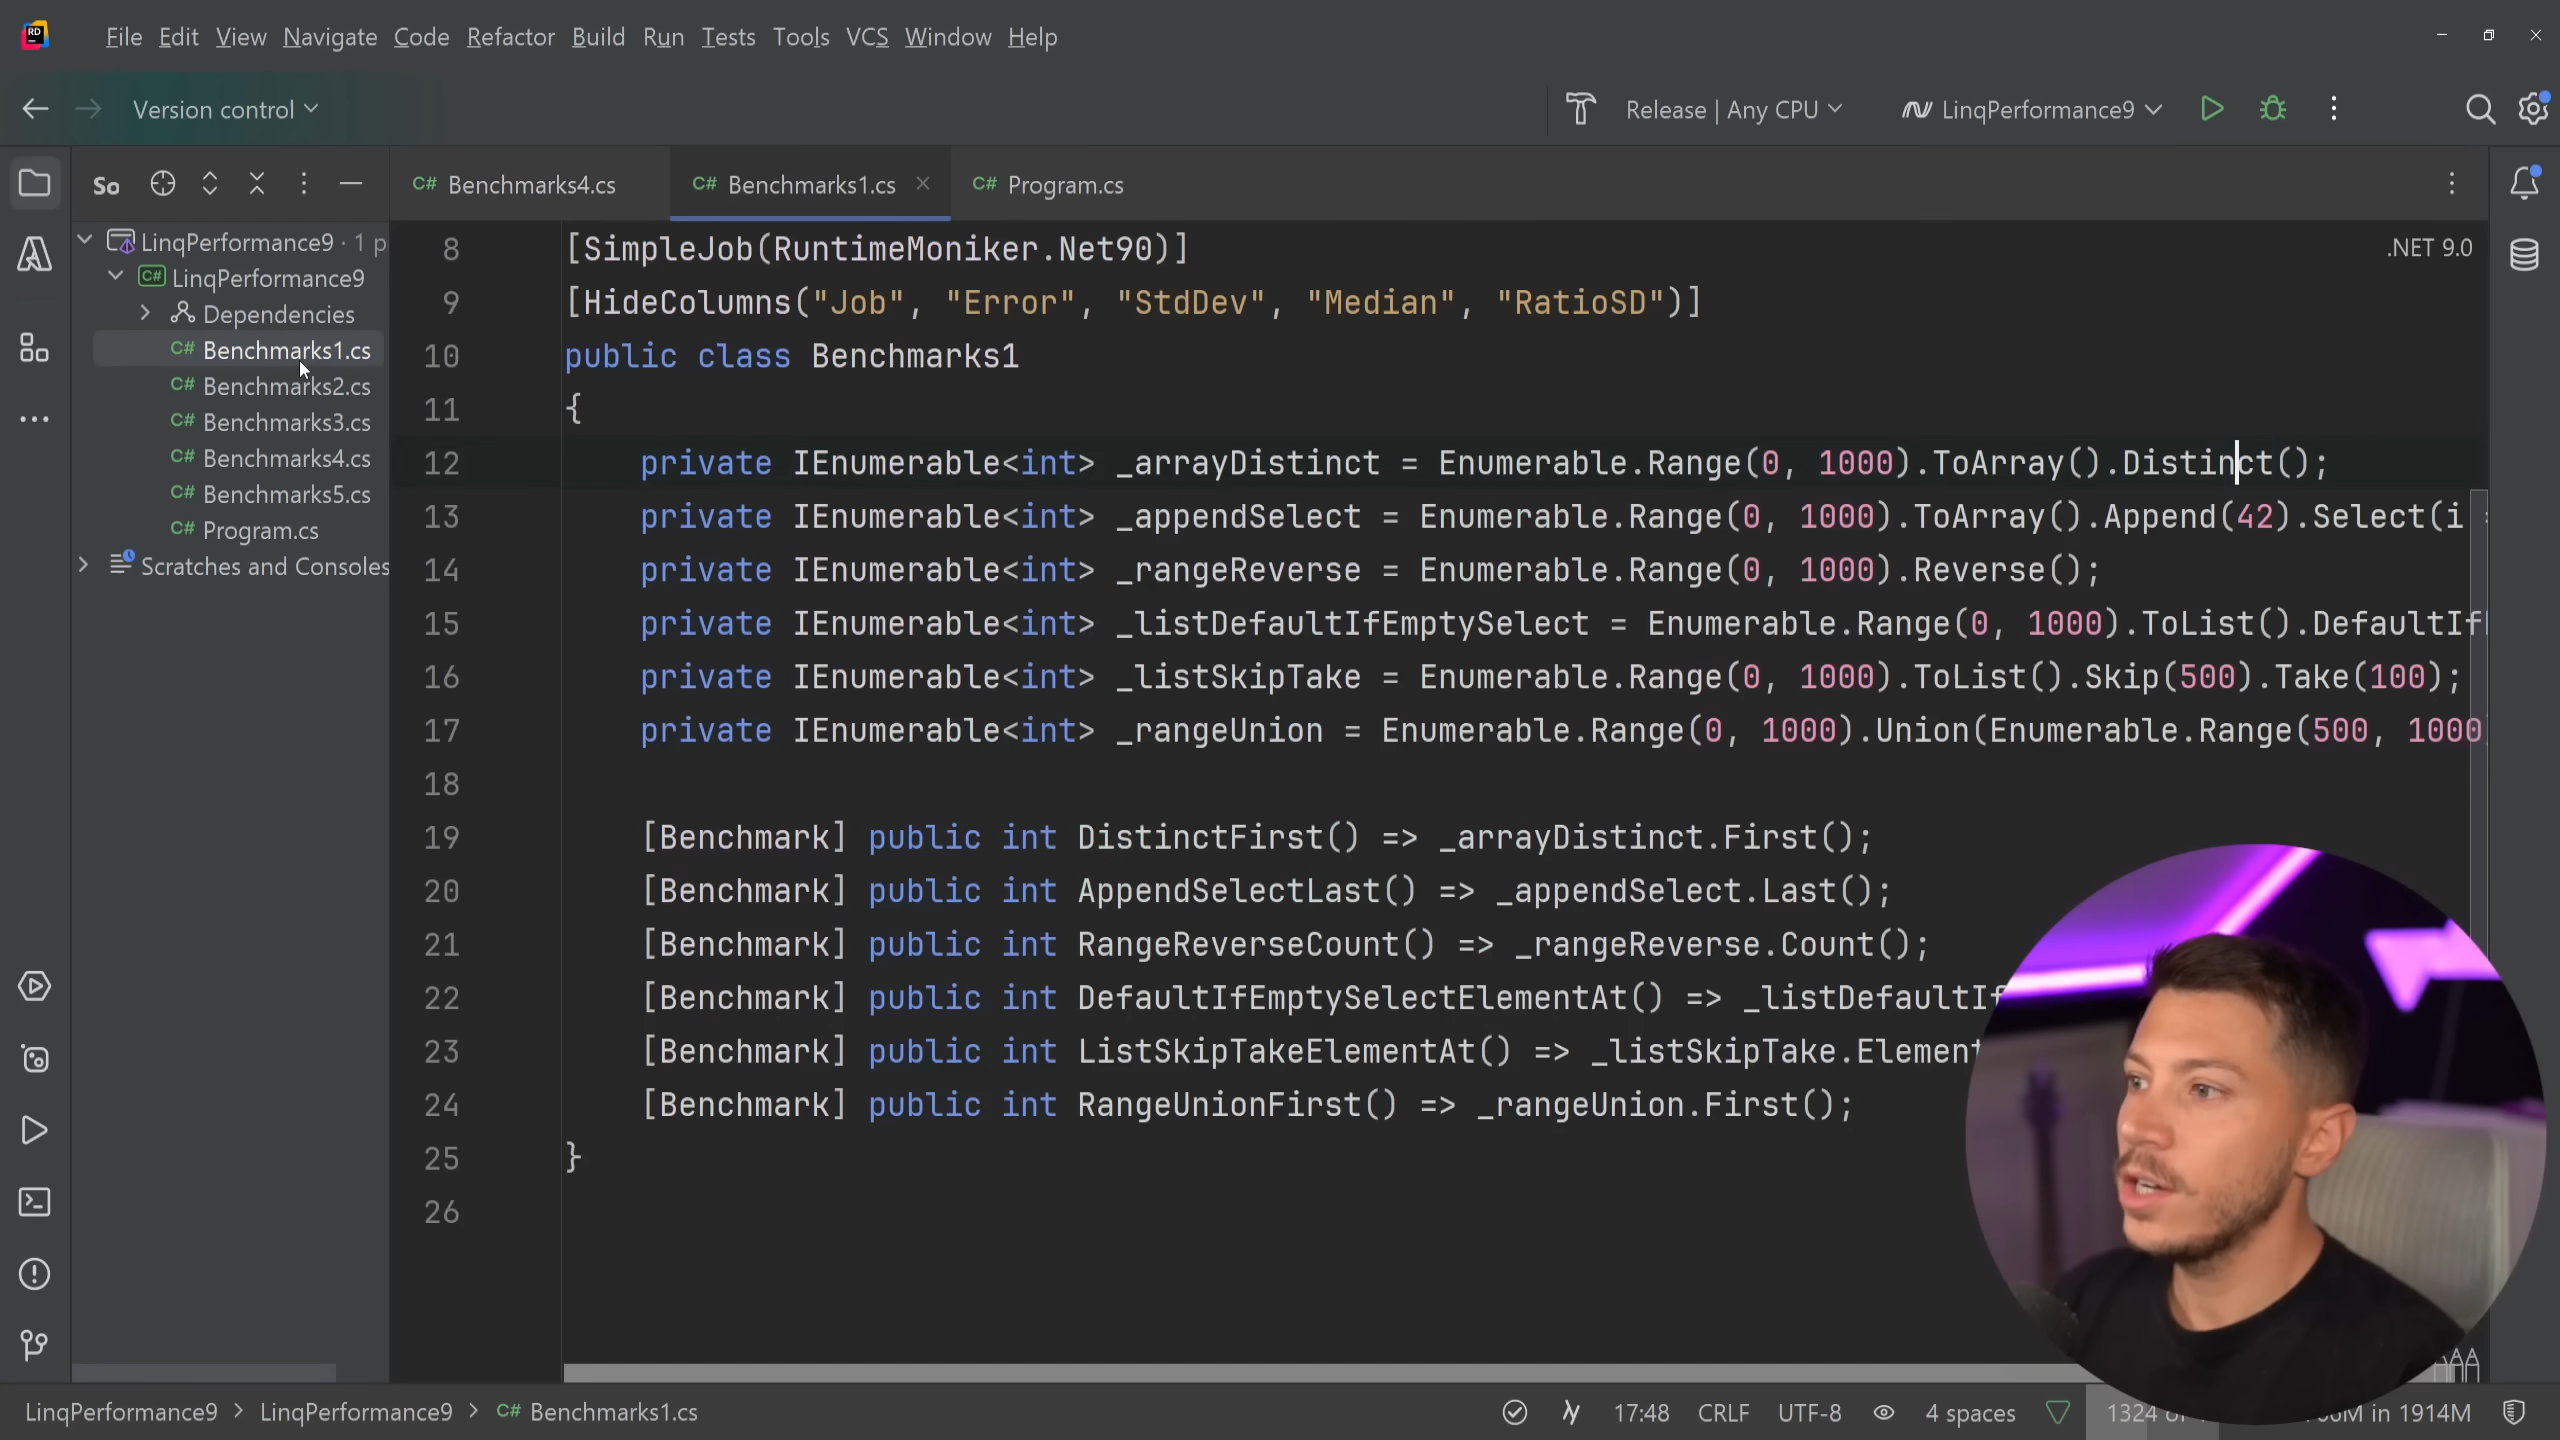 RD
File Edit View Navigate Code Refactor Build Run Tests Tools VCS Window Help
Version control
Release | Any CPU
LinqPerformance9
So
C# Benchmarks4.cs
C# Benchmarks1.cs
C# Program.cs
LinqPerformance9 · 1 p
C# LinqPerformance9
Dependencies
C# Benchmarks1.cs
C# Benchmarks2.cs
C# Benchmarks3.cs
C# Benchmarks4.cs
C# Benchmarks5.cs
C# Program.cs
Scratches and Consoles
.NET 9.0
8 [SimpleJob(RuntimeMoniker.Net90)]
9 [HideColumns("Job", "Error", "StdDev", "Median", "RatioSD")]
10 public class Benchmarks1
11 {
12 private IEnumerable<int> _arrayDistinct = Enumerable.Range(0, 1000).ToArray().Distinct();
13 private IEnumerable<int> _appendSelect = Enumerable.Range(0, 1000).ToArray().Append(42).Select(i
14 private IEnumerable<int> _rangeReverse = Enumerable.Range(0, 1000).Reverse();
15 private IEnumerable<int> _listDefaultIfEmptySelect = Enumerable.Range(0, 1000).ToList().DefaultIf
16 private IEnumerable<int> _listSkipTake = Enumerable.Range(0, 1000).ToList().Skip(500).Take(100);
17 private IEnumerable<int> _rangeUnion = Enumerable.Range(0, 1000).Union(Enumerable.Range(500, 1000
18
19 [Benchmark] public int DistinctFirst() => _arrayDistinct.First();
20 [Benchmark] public int AppendSelectLast() => _appendSelect.Last();
21 [Benchmark] public int RangeReverseCount() => _rangeReverse.Count();
22 [Benchmark] public int DefaultIfEmptySelectElementAt() => _listDefaultIf
23 [Benchmark] public int ListSkipTakeElementAt() => _listSkipTake.Element
24 [Benchmark] public int RangeUnionFirst() => _rangeUnion.First();
25 }
26
LinqPerformance9 > LinqPerformance9 > C# Benchmarks1.cs
17:48 CRLF UTF-8 4 spaces 1324 in 1914M